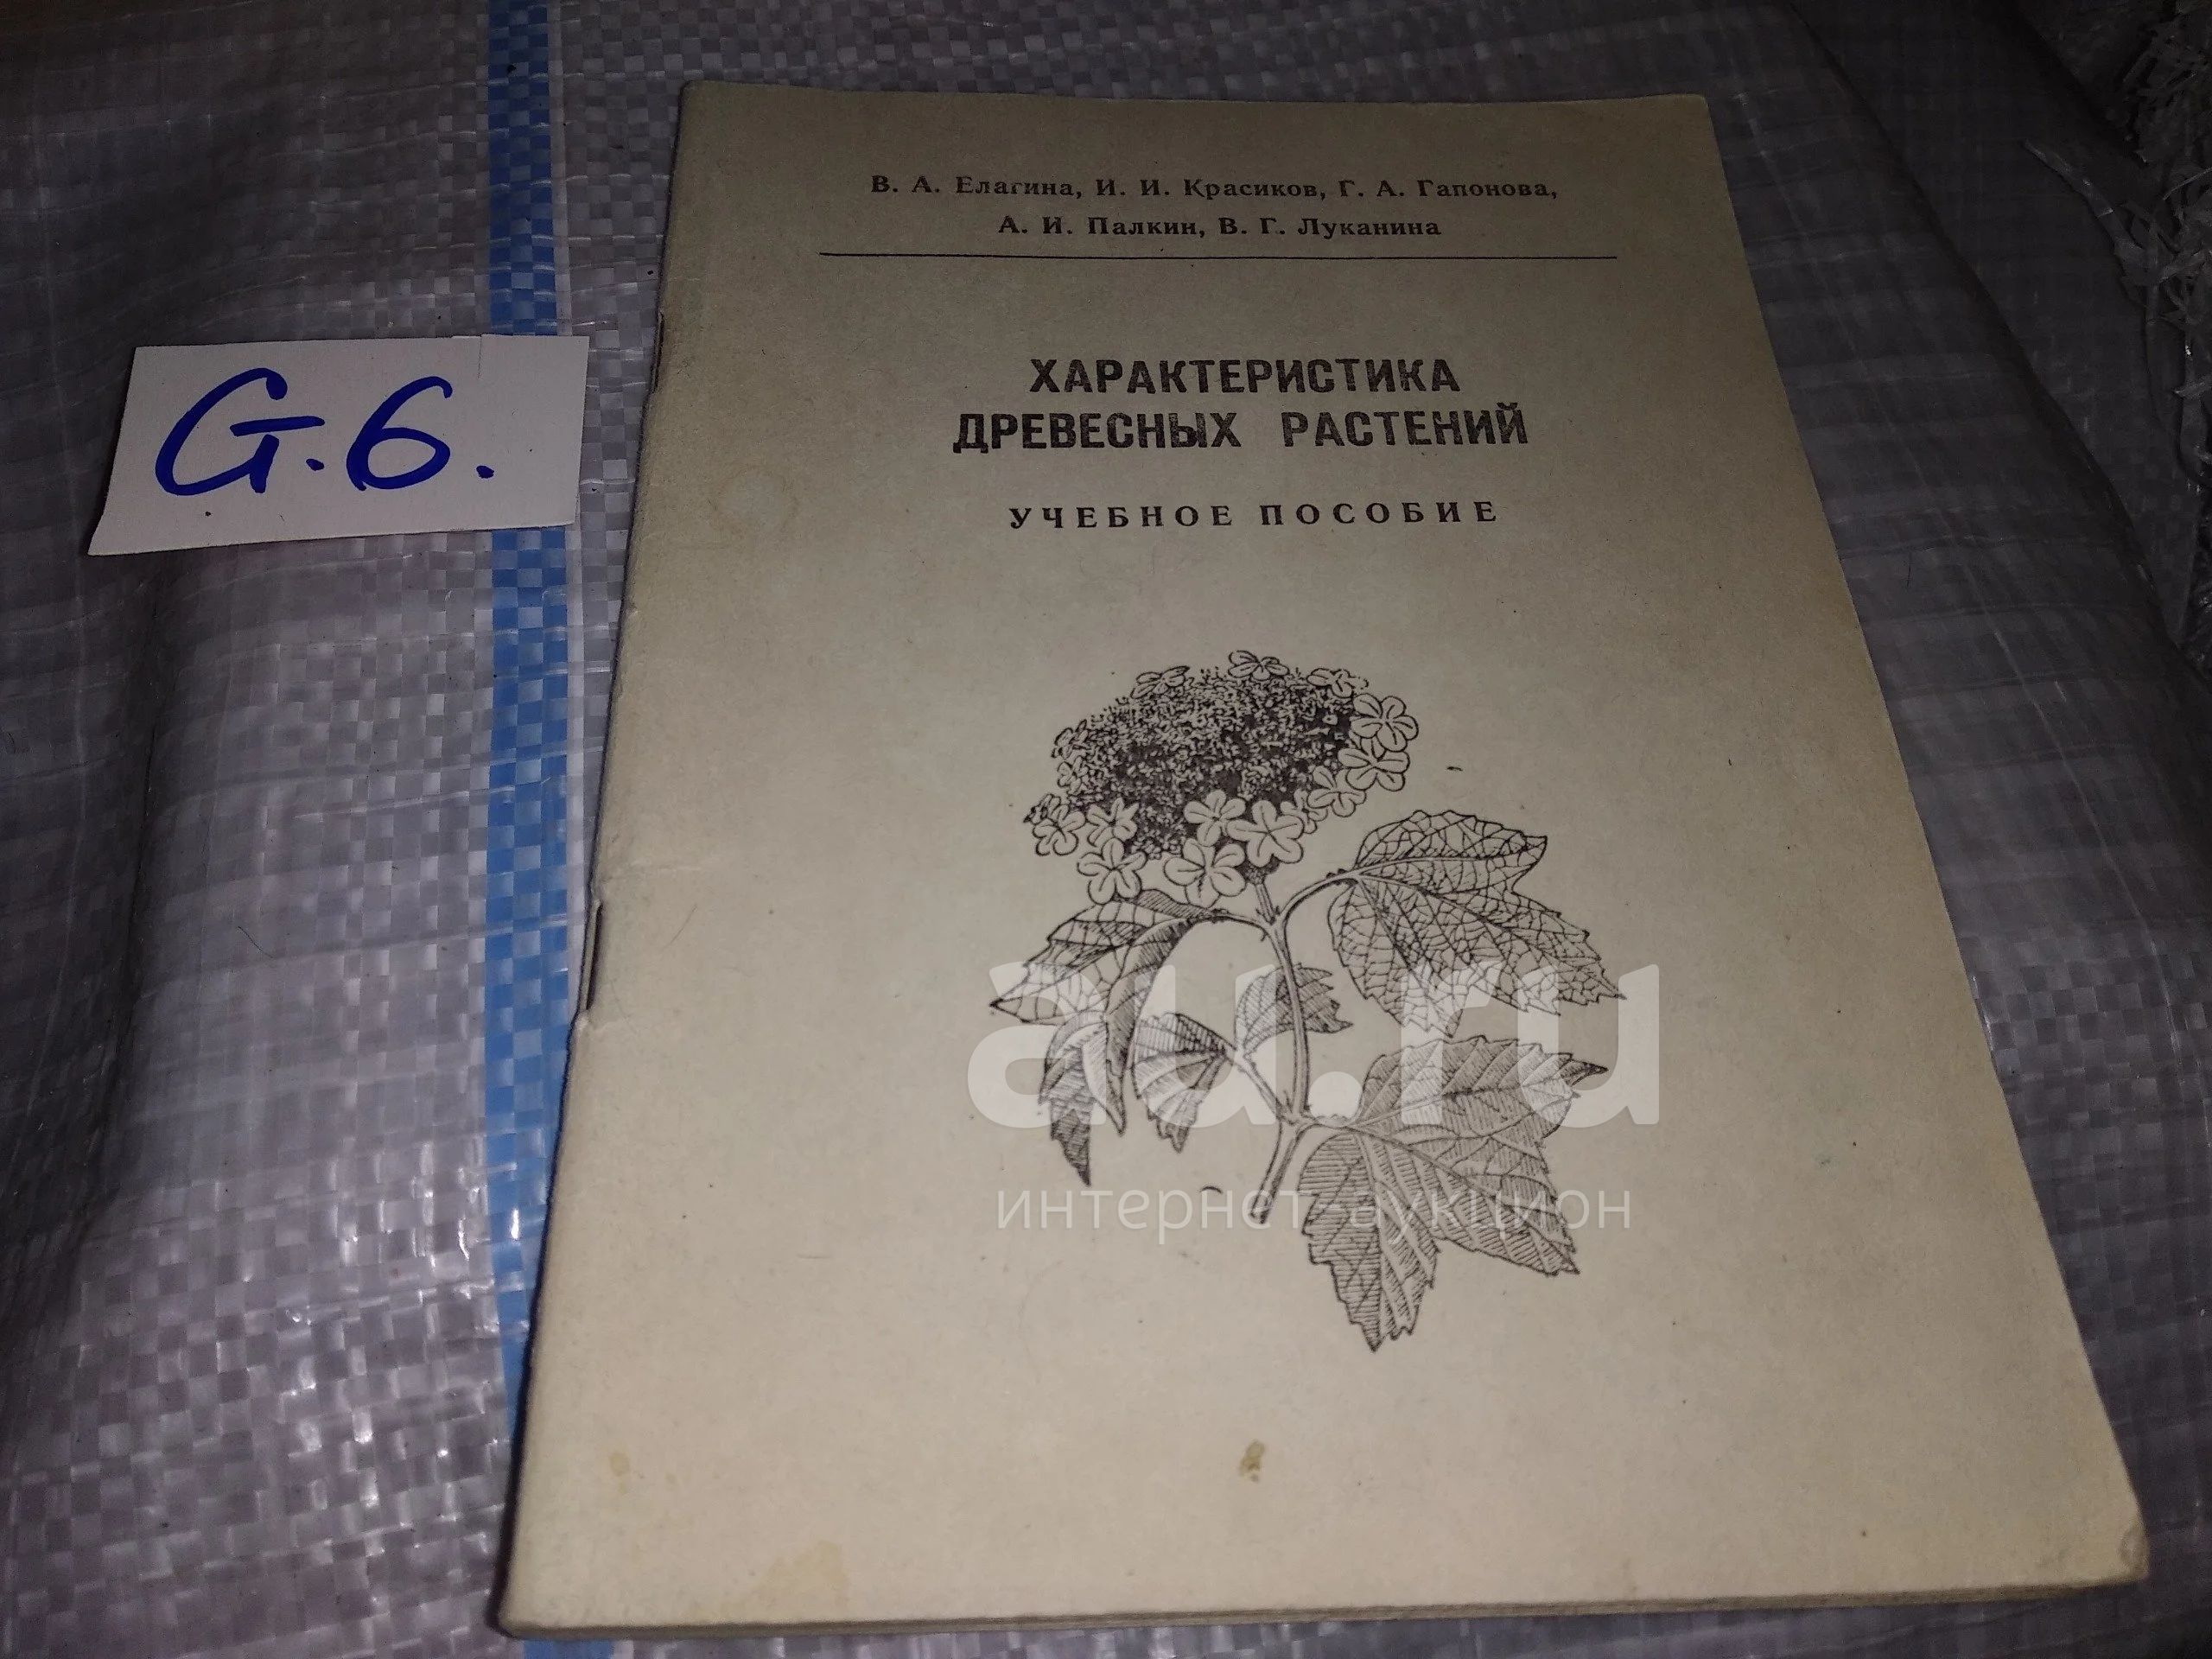 В. А. Елагина, И. И. Красиков, Г. А. Гапонова,
А. И. Палкин, В. Г. Луканина
ХАРАКТЕРИСТИКА
ДРЕВЕСНЫХ РАСТЕНИЙ
УЧЕБНОЕ ПОСОБИЕ
G.6.
au.ru
интернет аукцион